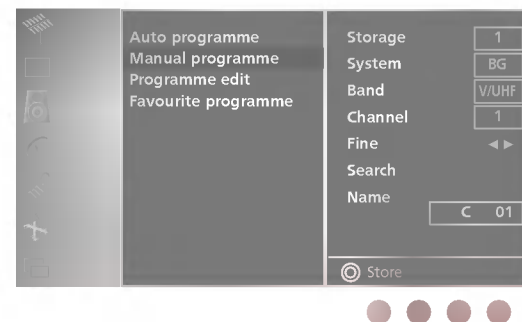 Auto programme
Manual programme
Programme edit
Favourite programme
Storage 1
System BG
Band V/UHF
Channel 1
Fine ◄ ►
Search
Name
C 01
Store